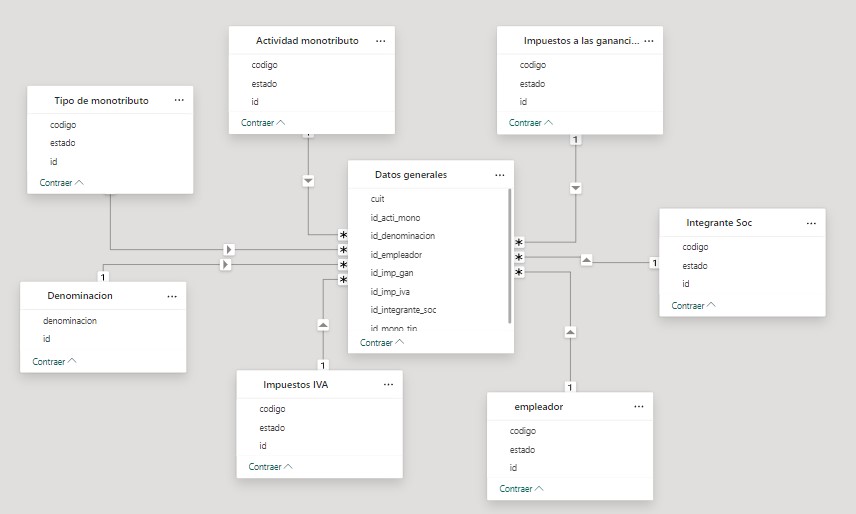 Actividad monotributo ...
codigo
estado
id
Contraer
Impuestos a las gananci... ...
codigo
estado
id
Contraer
Tipo de monotributo ...
codigo
estado
id
Contraer
Datos generales ...
cuit
id_acti_mono
id_denominacion
id_empleador
id_imp_gan
id_imp_iva
id_integrante_soc
id_mono_tip
Contraer
Integrante Soc ...
codigo
estado
id
Contraer
Denominacion ...
denominacion
id
Contraer
Impuestos IVA ...
codigo
estado
id
Contraer
empleador ...
codigo
estado
id
Contraer
1
*
1
*
*
1
*
1
*
1
*
1
*
1